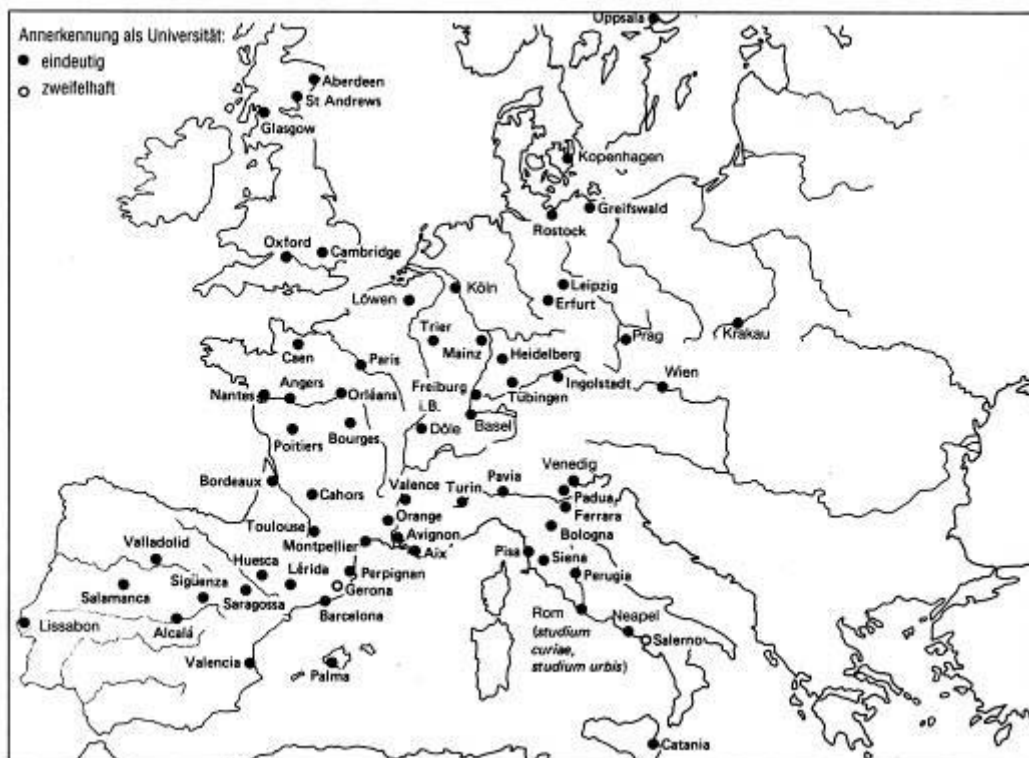 Annerkennung als Universität:
eindeutig
zweifelhaft
Uppsala
Aberdeen
St Andrews
Glasgow
Kopenhagen
Greifswald
Rostock
Oxford
Cambridge
Köln
Leipzig
Löwen
Erfurt
Trier
Krakau
Prag
Mainz
Caen
Heidelberg
Paris
Wien
Angers
Freiburg
i.B.
Ingolstadt
Nantes
Orléans
Tübingen
Basel
Dôle
Bourges
Poitiers
Venedig
Bordeaux
Pavia
Valence
Turin
Cahors
Padua
Ferrara
Orange
Toulouse
Avignon
Bologna
Valladolid
Montpellier
Aix
Pisa
Huesca
Siena
Lérida
Perpignan
Perugia
Sigüenza
Gerona
Salamanca
Saragossa
Barcelona
Rom
(studium
curiae,
studium urbis)
Neapel
Lissabon
Alcalá
Salerno
Valencia
Palma
Catania